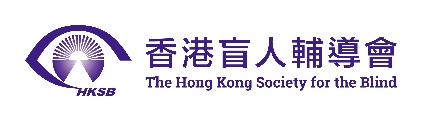 HKSB
香港盲人輔導會
The Hong Kong Society for the Blind